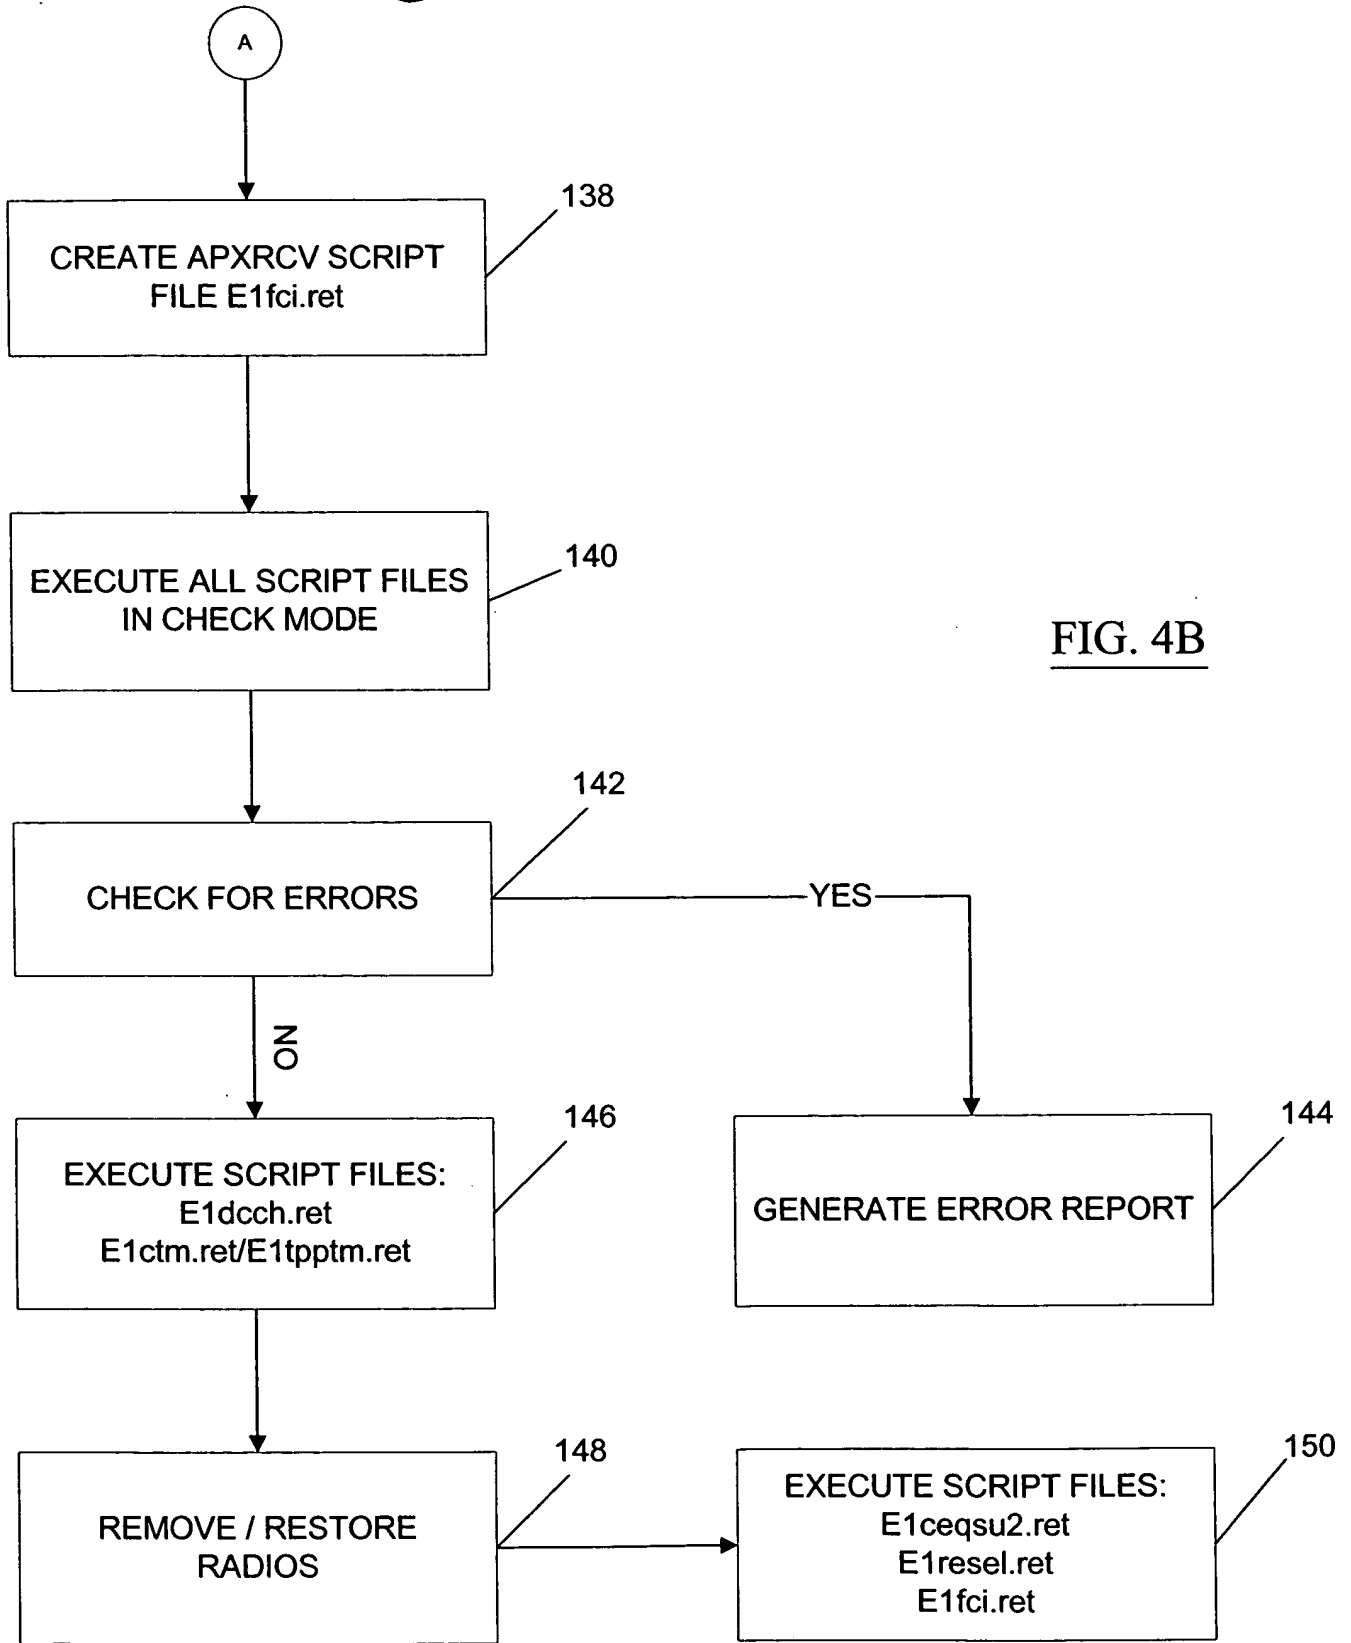 A
138
CREATE APXRCV SCRIPT
FILE E1fci.ret
140
EXECUTE ALL SCRIPT FILES
IN CHECK MODE
FIG. 4B
142
CHECK FOR ERRORS
YES
NO
146
EXECUTE SCRIPT FILES:
E1dcch.ret
E1ctm.ret/E1tpptm.ret
144
GENERATE ERROR REPORT
148
REMOVE / RESTORE
RADIOS
150
EXECUTE SCRIPT FILES:
E1ceqsu2.ret
E1resel.ret
E1fci.ret